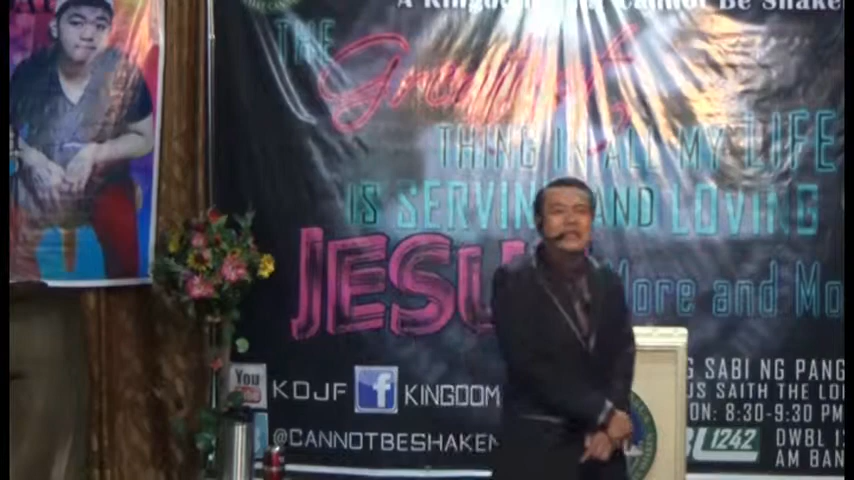 A Kingdom Cannot Be Shaken
THE
Greatest
THING IN ALL MY LIFE
IS SERVING AND LOVING
JESU
More and Mo
SABI NG PANG
US SAITH THE LO
You KDJF f KINGDOM
ON: 8:30-9:30 PM
@CANNOTBESHAKEN
1242 DWBL 12
AM BAN